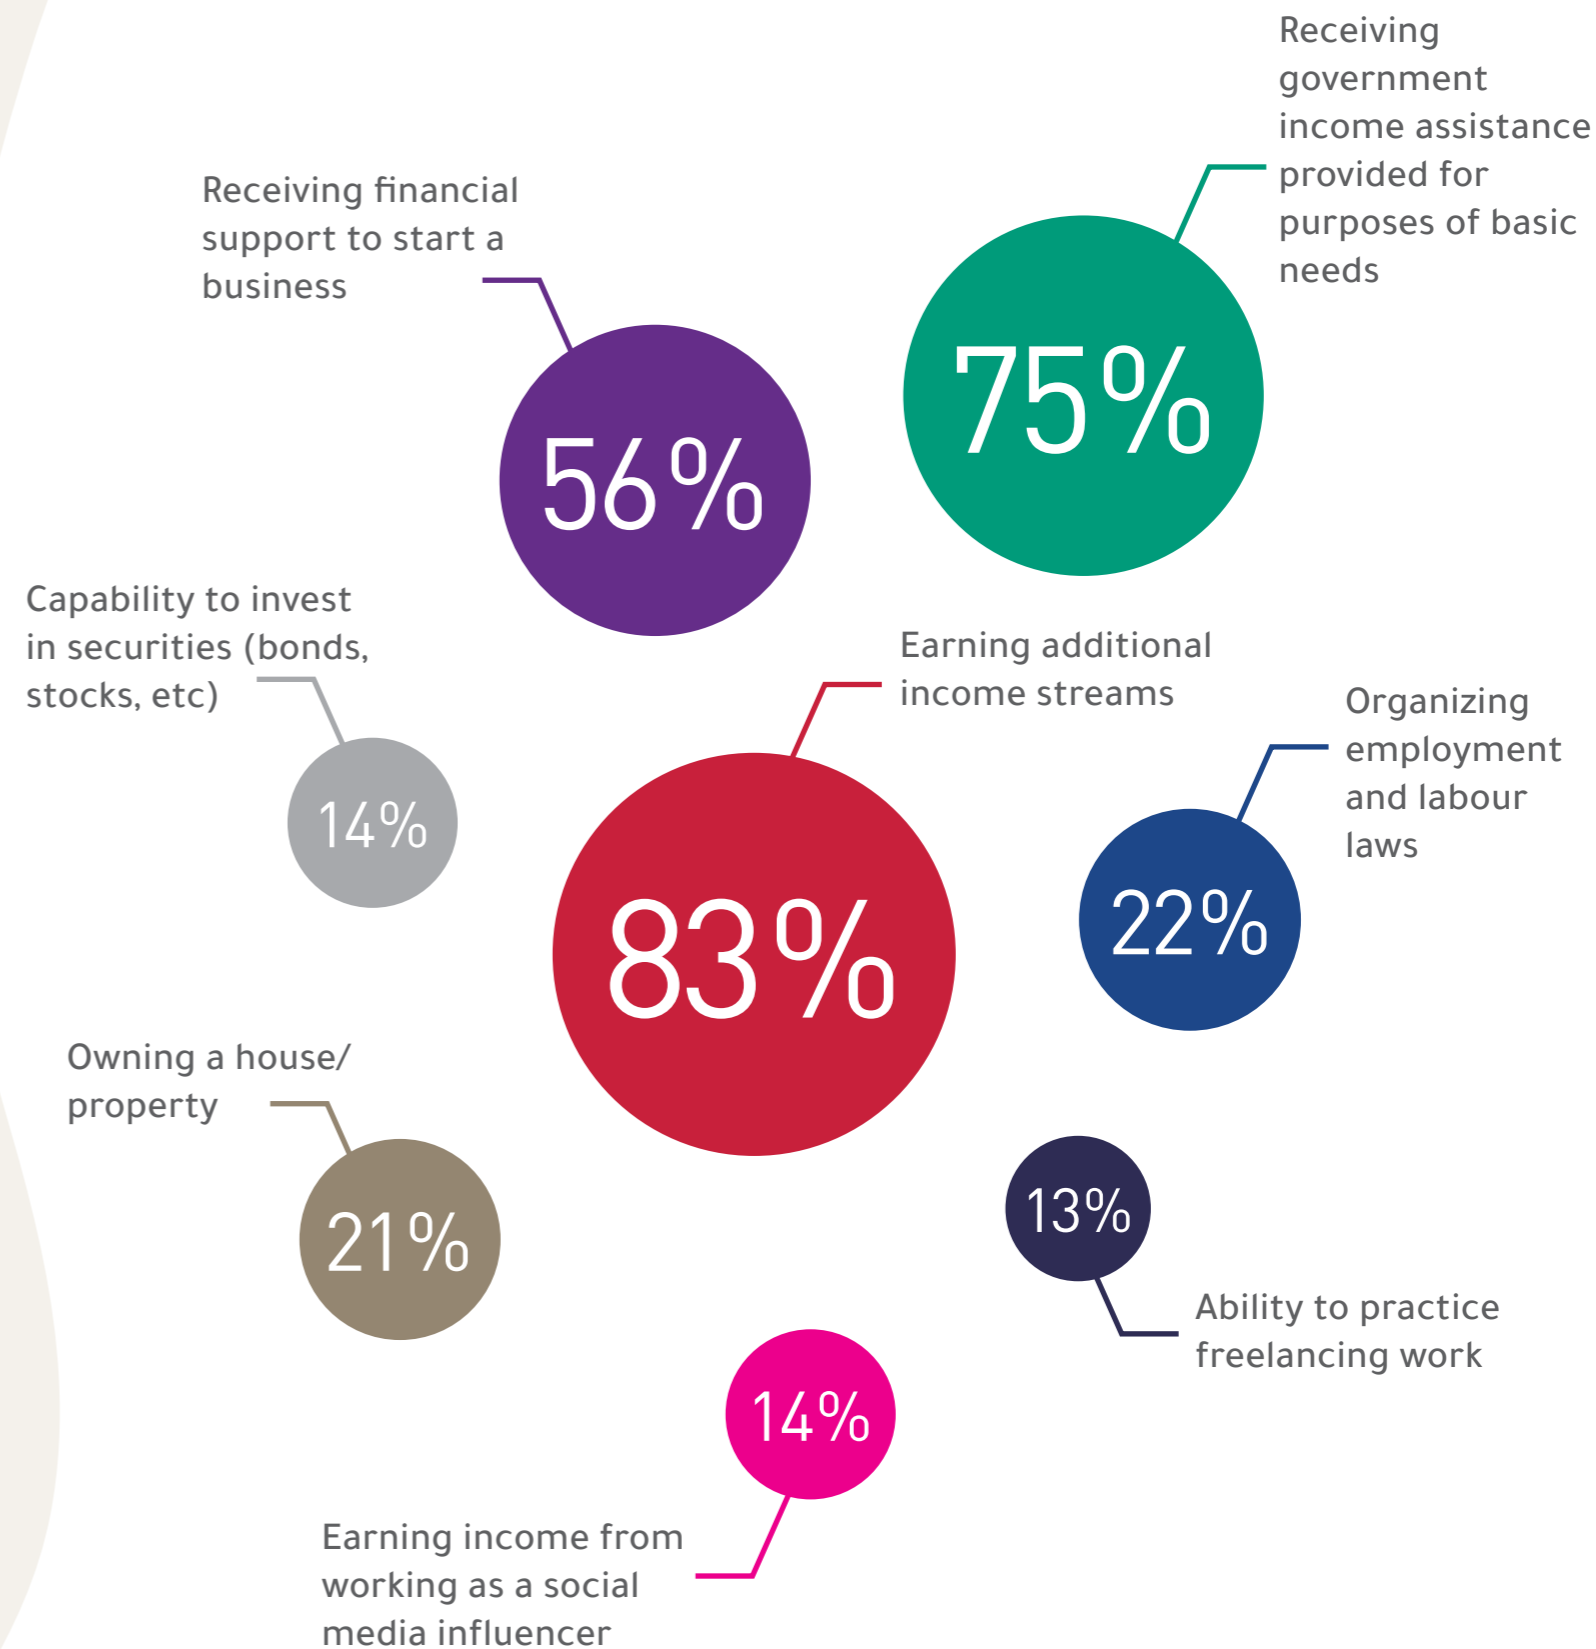 Receiving
government
income assistance
provided for
purposes of basic
needs
75%
Receiving financial
support to start a
business
56%
Capability to invest
in securities (bonds,
stocks, etc)
14%
Earning additional
income streams
83%
Organizing
employment
and labour
laws
22%
Owning a house/
property
21%
13%
Ability to practice
freelancing work
14%
Earning income from
working as a social
media influencer